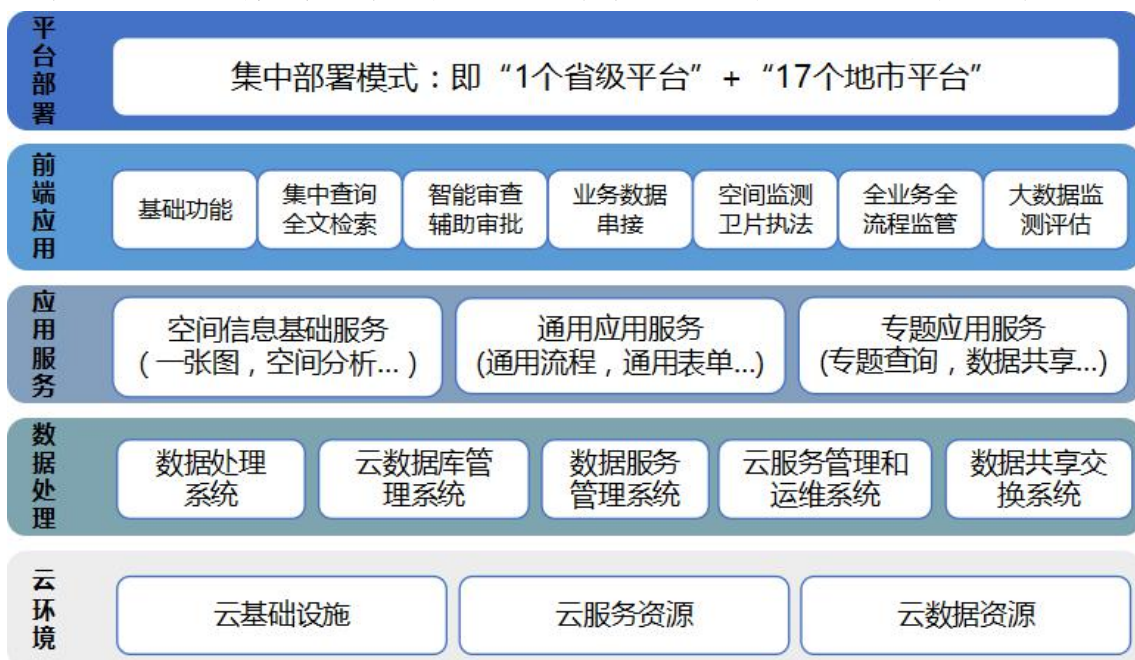 平台部署
集中部署模式：即“1个省级平台” + “17个地市平台”
前端应用
基础功能
集中查询
全文检索
智能审查
辅助审批
业务数据
串接
空间监测
卫片执法
全业务全
流程监管
大数据监
测评估
应用服务
空间信息基础服务
（一张图，空间分析...）
通用应用服务
(通用流程，通用表单...)
专题应用服务
(专题查询，数据共享...)
数据处理
数据处理
系统
云数据库管
理系统
数据服务
管理系统
云服务管理和
运维系统
数据共享交
换系统
云环境
云基础设施
云服务资源
云数据资源